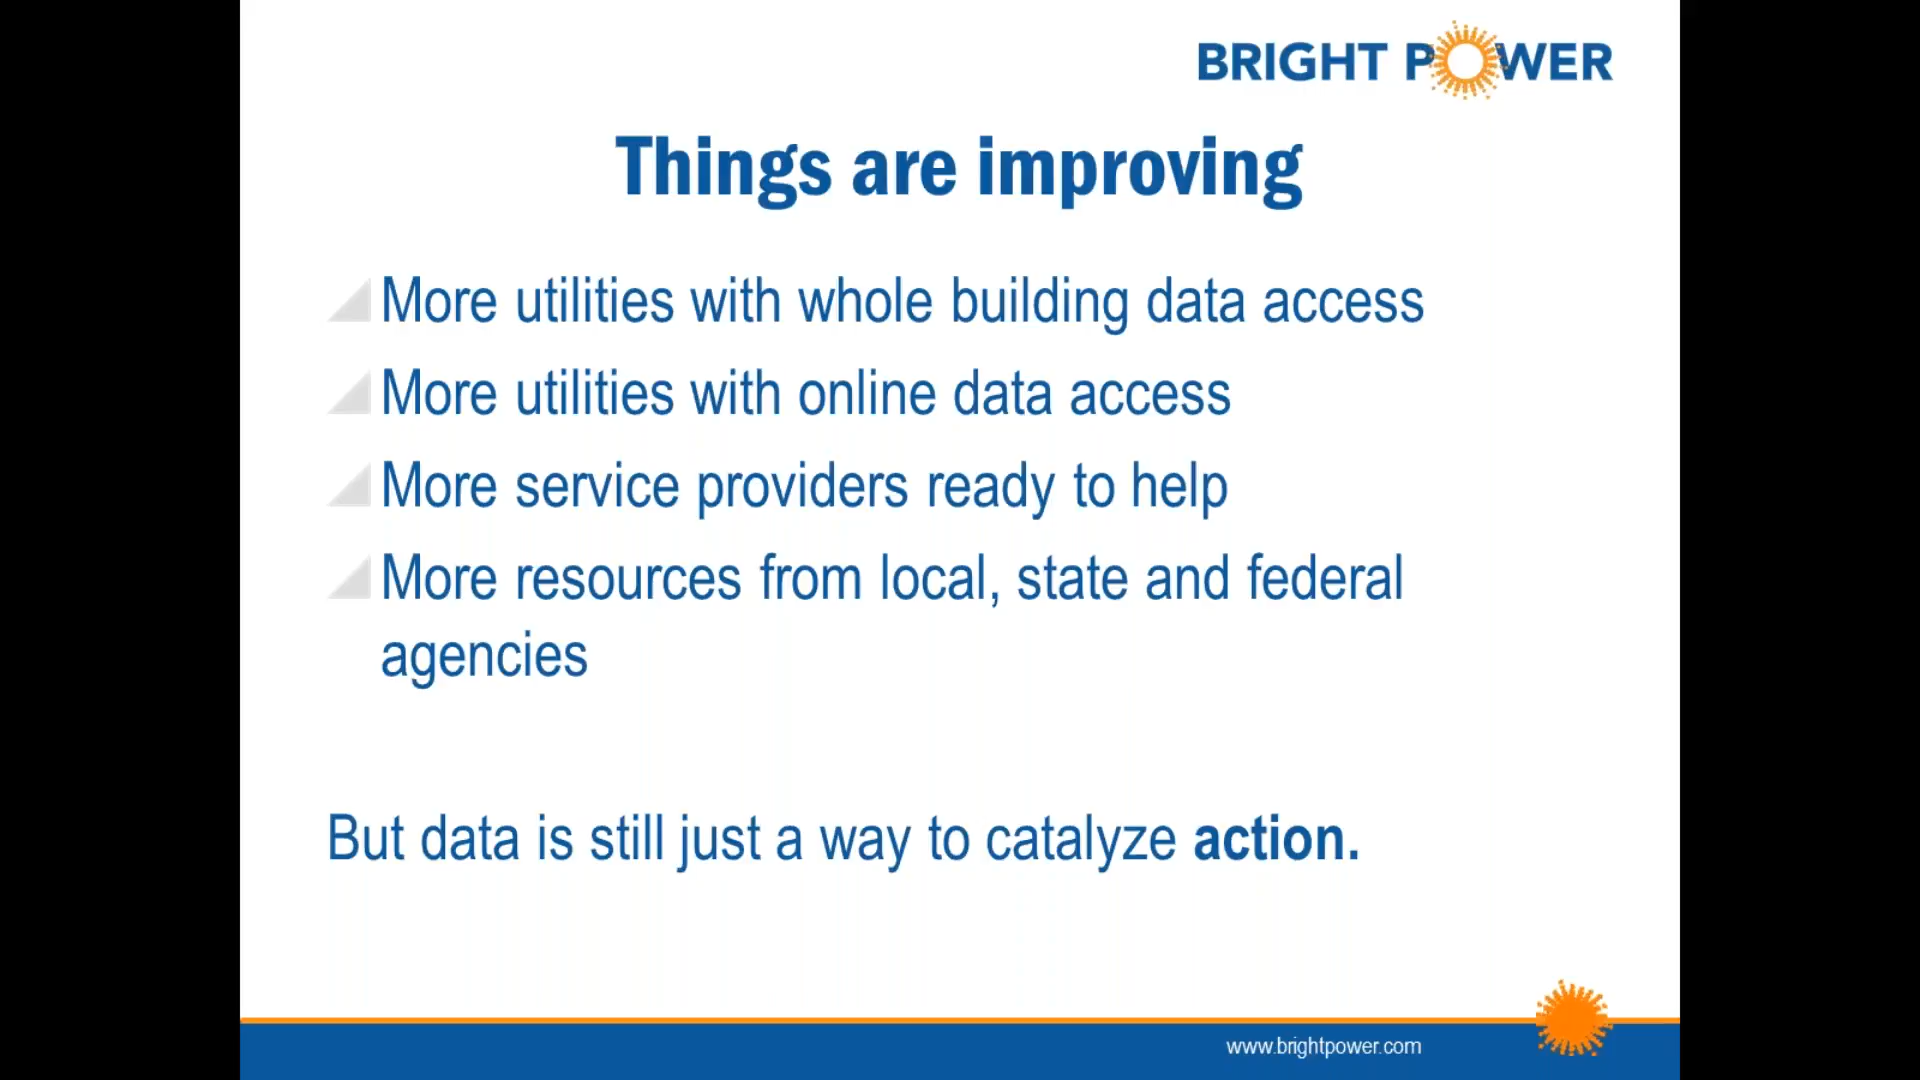 BRIGHT POWER
Things are improving
More utilities with whole building data access
More utilities with online data access
More service providers ready to help
More resources from local, state and federal
agencies
But data is still just a way to catalyze action.
www.brightpower.com